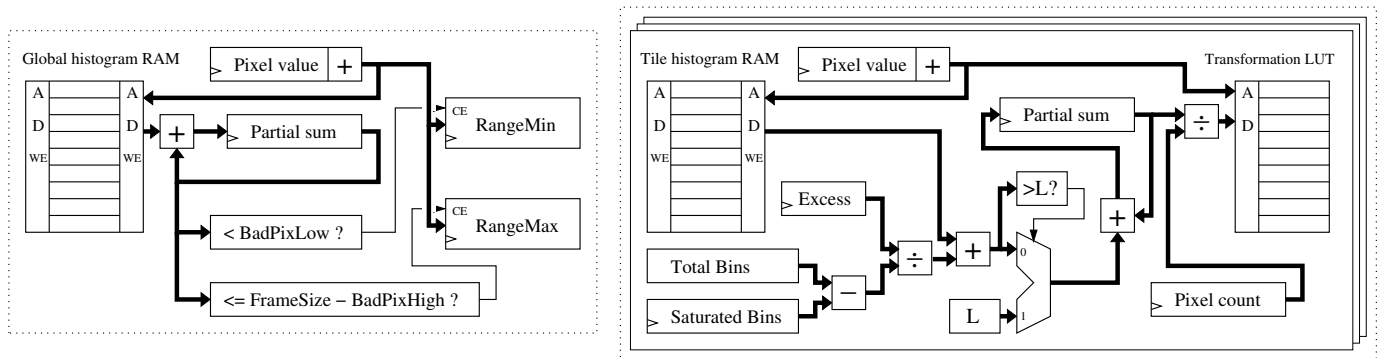 Global histogram RAM
Pixel value +
A A
D D
WE WE
+
Partial sum
CE
RangeMin
CE
RangeMax
< BadPixLow ?
<= FrameSize − BadPixHigh ?
Tile histogram RAM
Pixel value +
Transformation LUT
A A
D D
WE WE
Partial sum
÷
A
D
Excess
>L?
+
Total Bins
÷
+
0
−
Saturated Bins
L
1
Pixel count